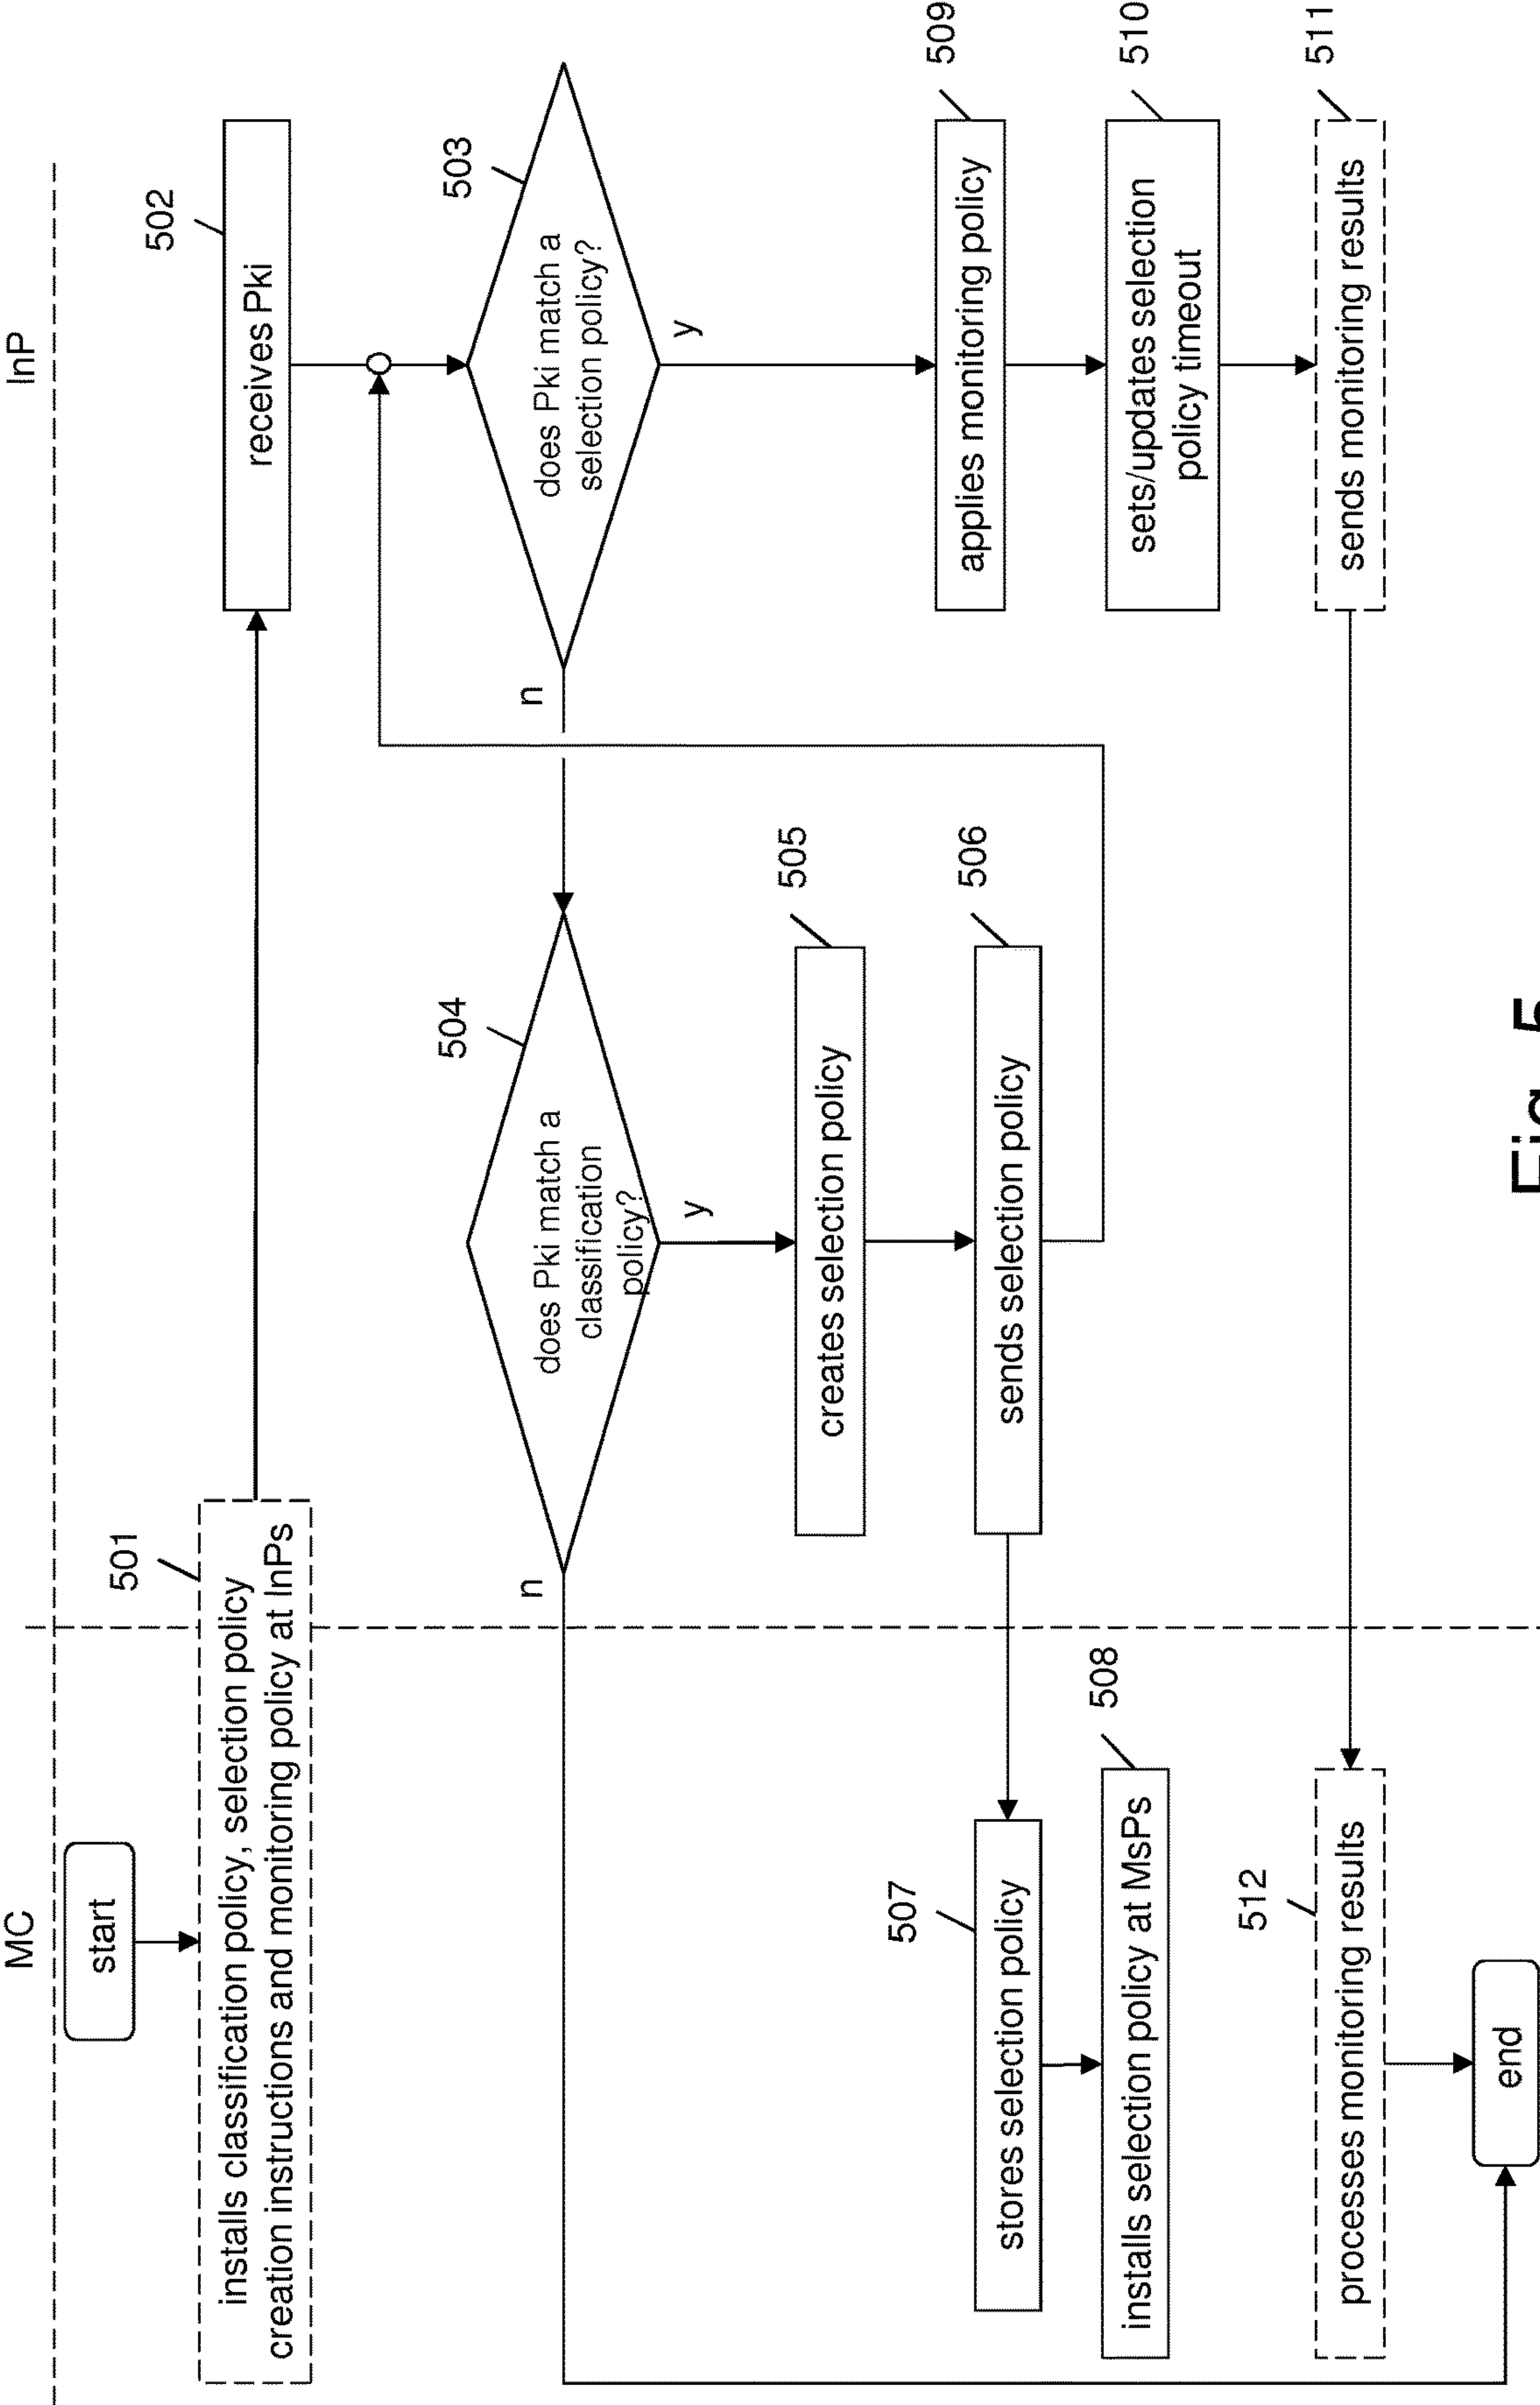 MC
InP
start
501
installs classification policy, selection policy
creation instructions and monitoring policy at InPs
502
receives Pki
503
does Pki match a
selection policy?
n
y
504
does Pki match a
classification
policy?
n
y
505
creates selection policy
506
sends selection policy
507
stores selection policy
508
installs selection policy at MsPs
509
applies monitoring policy
510
sets/updates selection
policy timeout
511
sends monitoring results
512
processes monitoring results
end
Fig. 5